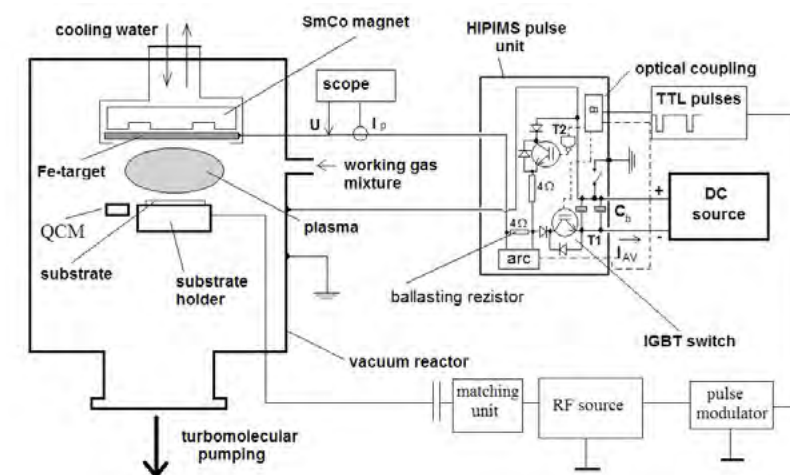 cooling water
SmCo magnet
scope
U
I p
HIPIMS pulse
unit
optical coupling
TTL pulses
T2
4Ω
4Ω
T1
arc
C b
+
-
DC
source
I AV
Fe-target
working gas
mixture
plasma
QCM
substrate
substrate
holder
ballasting rezistor
IGBT switch
vacuum reactor
turbomolecular
pumping
matching
unit
RF source
pulse
modulator